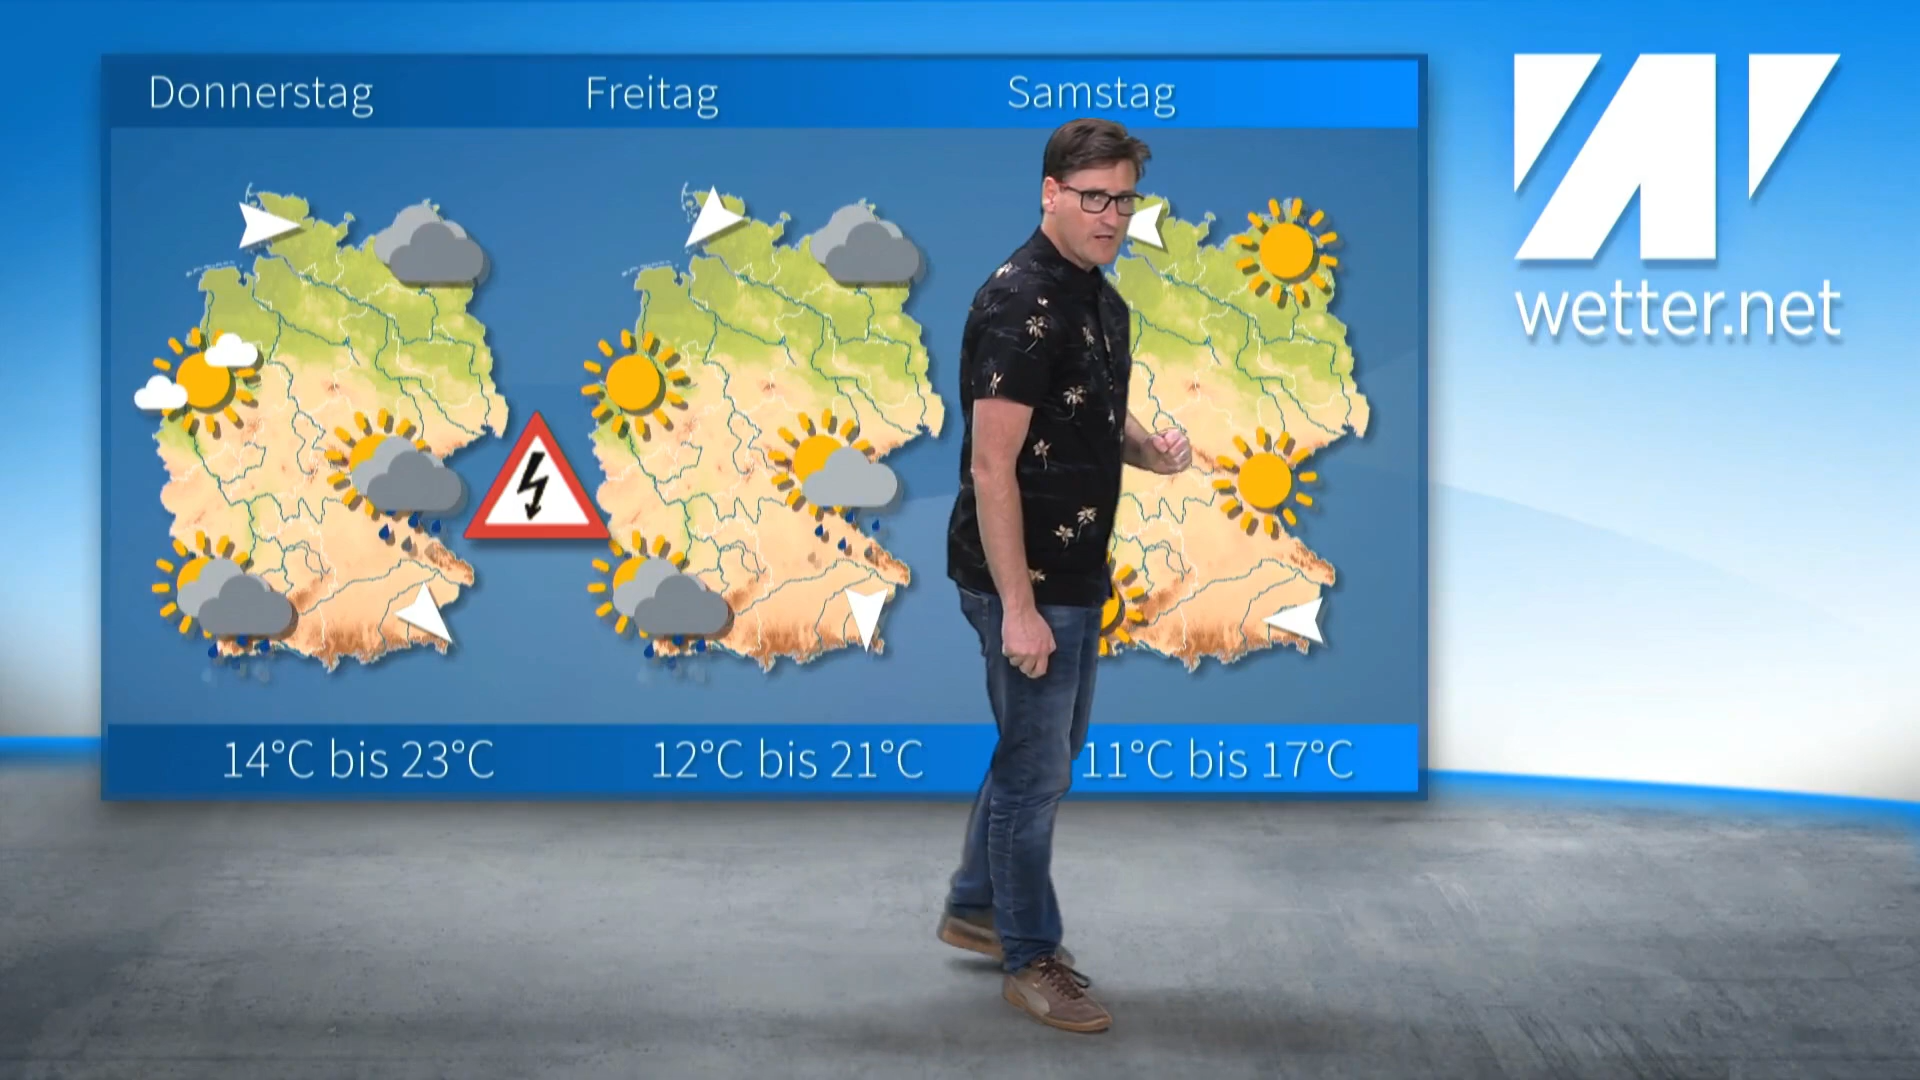 Donnerstag
Freitag
Samstag
wetter.net
14°C bis 23°C
12°C bis 21°C
11°C bis 17°C